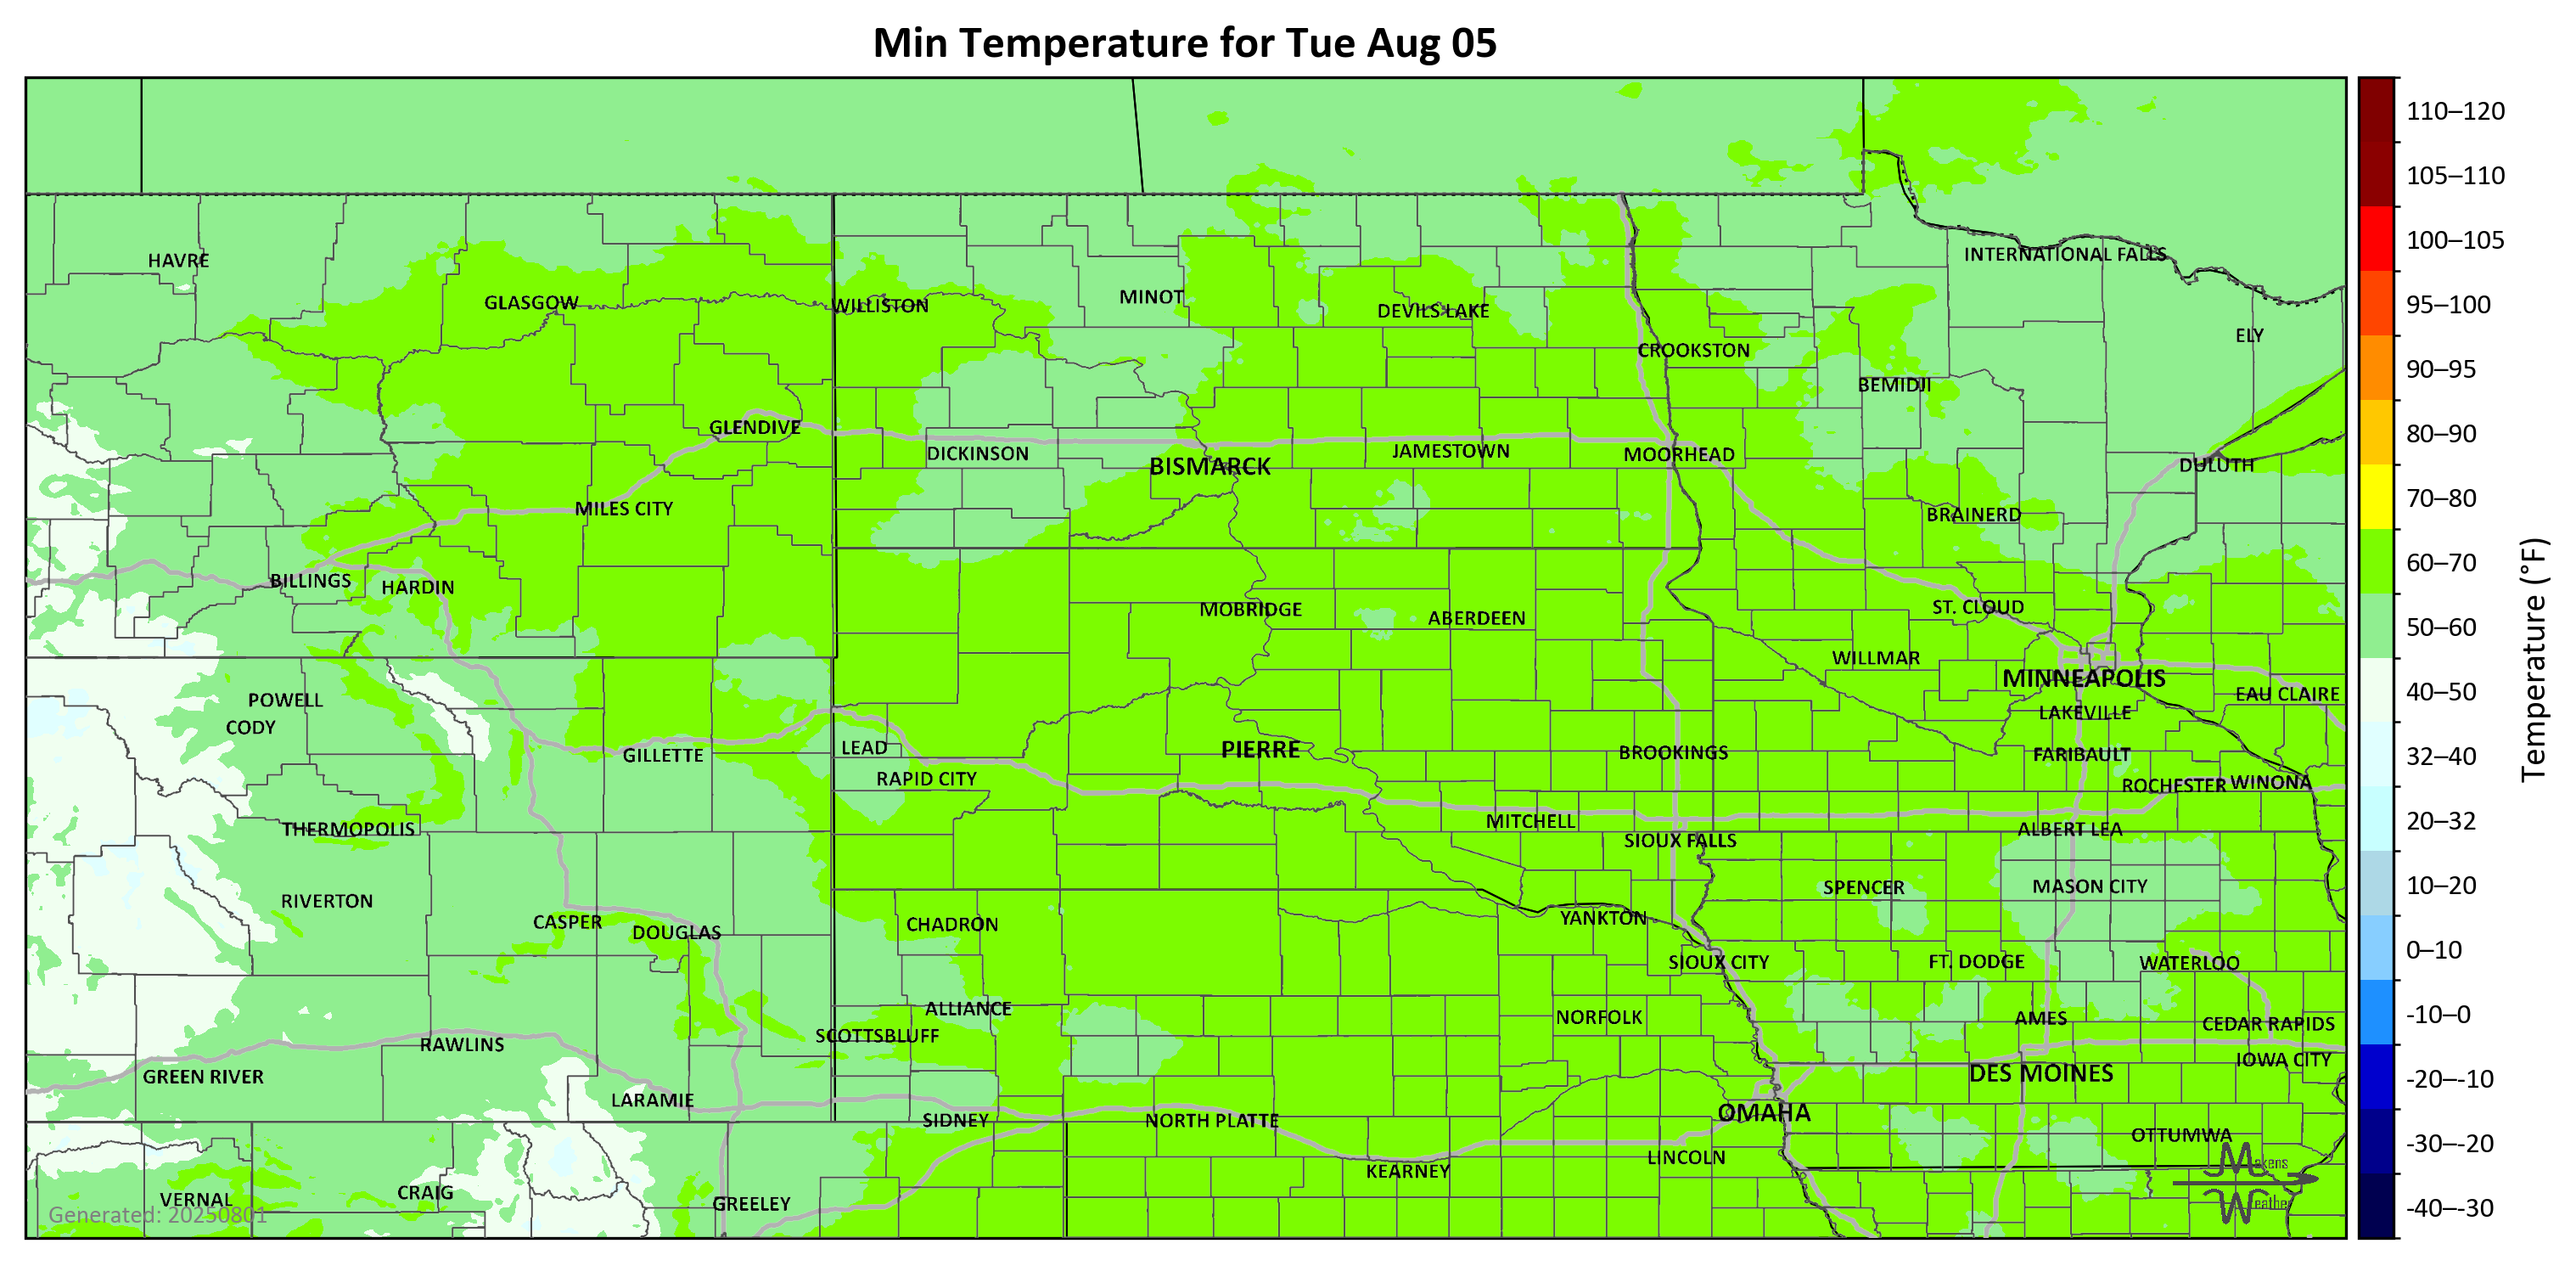 Min Temperature for Tue Aug 05
HAVRE
GLASGOW
WILLISTON
MINOT
DEVILS LAKE
INTERNATIONAL FALLS
CROOKSTON
ELY
BEMIDJI
GLENDIVE
DICKINSON
BISMARCK
JAMESTOWN
MOORHEAD
DULUTH
MILES CITY
BRAINERD
BILLINGS
HARDIN
MOBRIDGE
ABERDEEN
ST. CLOUD
WILLMAR
MINNEAPOLIS
EAU CLAIRE
POWELL
CODY
LAKEVILLE
GILLETTE
LEAD
PIERRE
BROOKINGS
FARIBAULT
RAPID CITY
ROCHESTER
WINONA
THERMOPOLIS
MITCHELL
SIOUX FALLS
ALBERT LEA
RIVERTON
SPENCER
MASON CITY
CASPER
DOUGLAS
CHADRON
YANKTON
SIOUX CITY
FT. DODGE
WATERLOO
ALLIANCE
NORFOLK
AMES
CEDAR RAPIDS
SCOTTSBLUFF
RAWLINS
IOWA CITY
GREEN RIVER
DES MOINES
LARAMIE
SIDNEY
NORTH PLATTE
OMAHA
OTTUMWA
LINCOLN
KEARNEY
VERNAL
CRAIG
GREELEY
Generated: 20250801
Makens
Weather
110–120
105–110
100–105
95–100
90–95
80–90
70–80
60–70
50–60
40–50
32–40
20–32
10–20
0–10
-10–0
-20–-10
-30–-20
-40–-30
Temperature (°F)